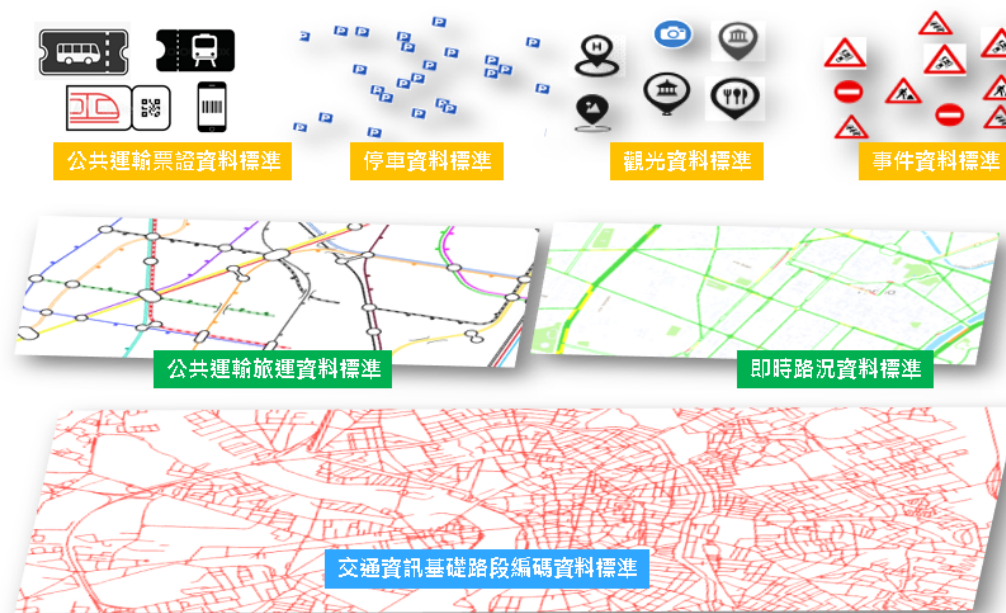 公共運輸票證資料標準
停車資料標準
觀光資料標準
事件資料標準
公共運輸旅運資料標準
即時路況資料標準
交通資訊基礎路段編碼資料標準